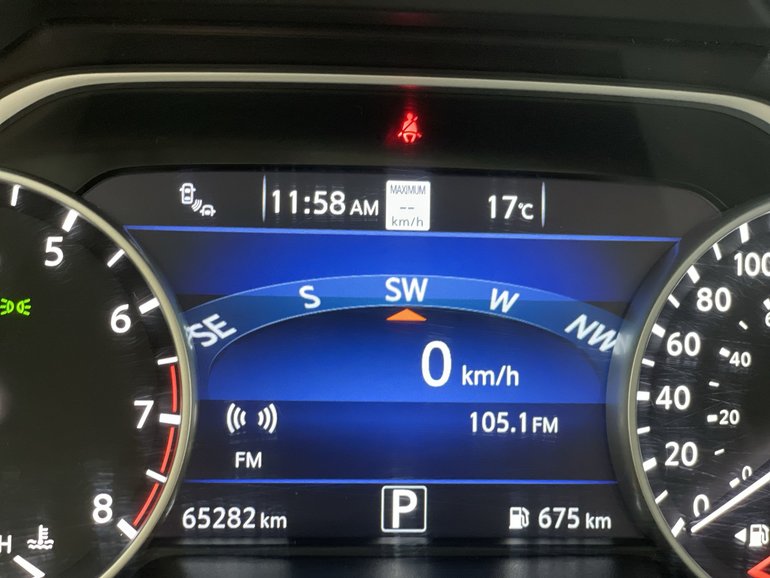 MAXIMUM
11:58 AM -- 17°C
km/h
5 100
SE S SW W NW 80
6 60 40
0 km/h
7 40 20
105.1 FM
FM 20
8 0
65282 km P 675 km 0
H